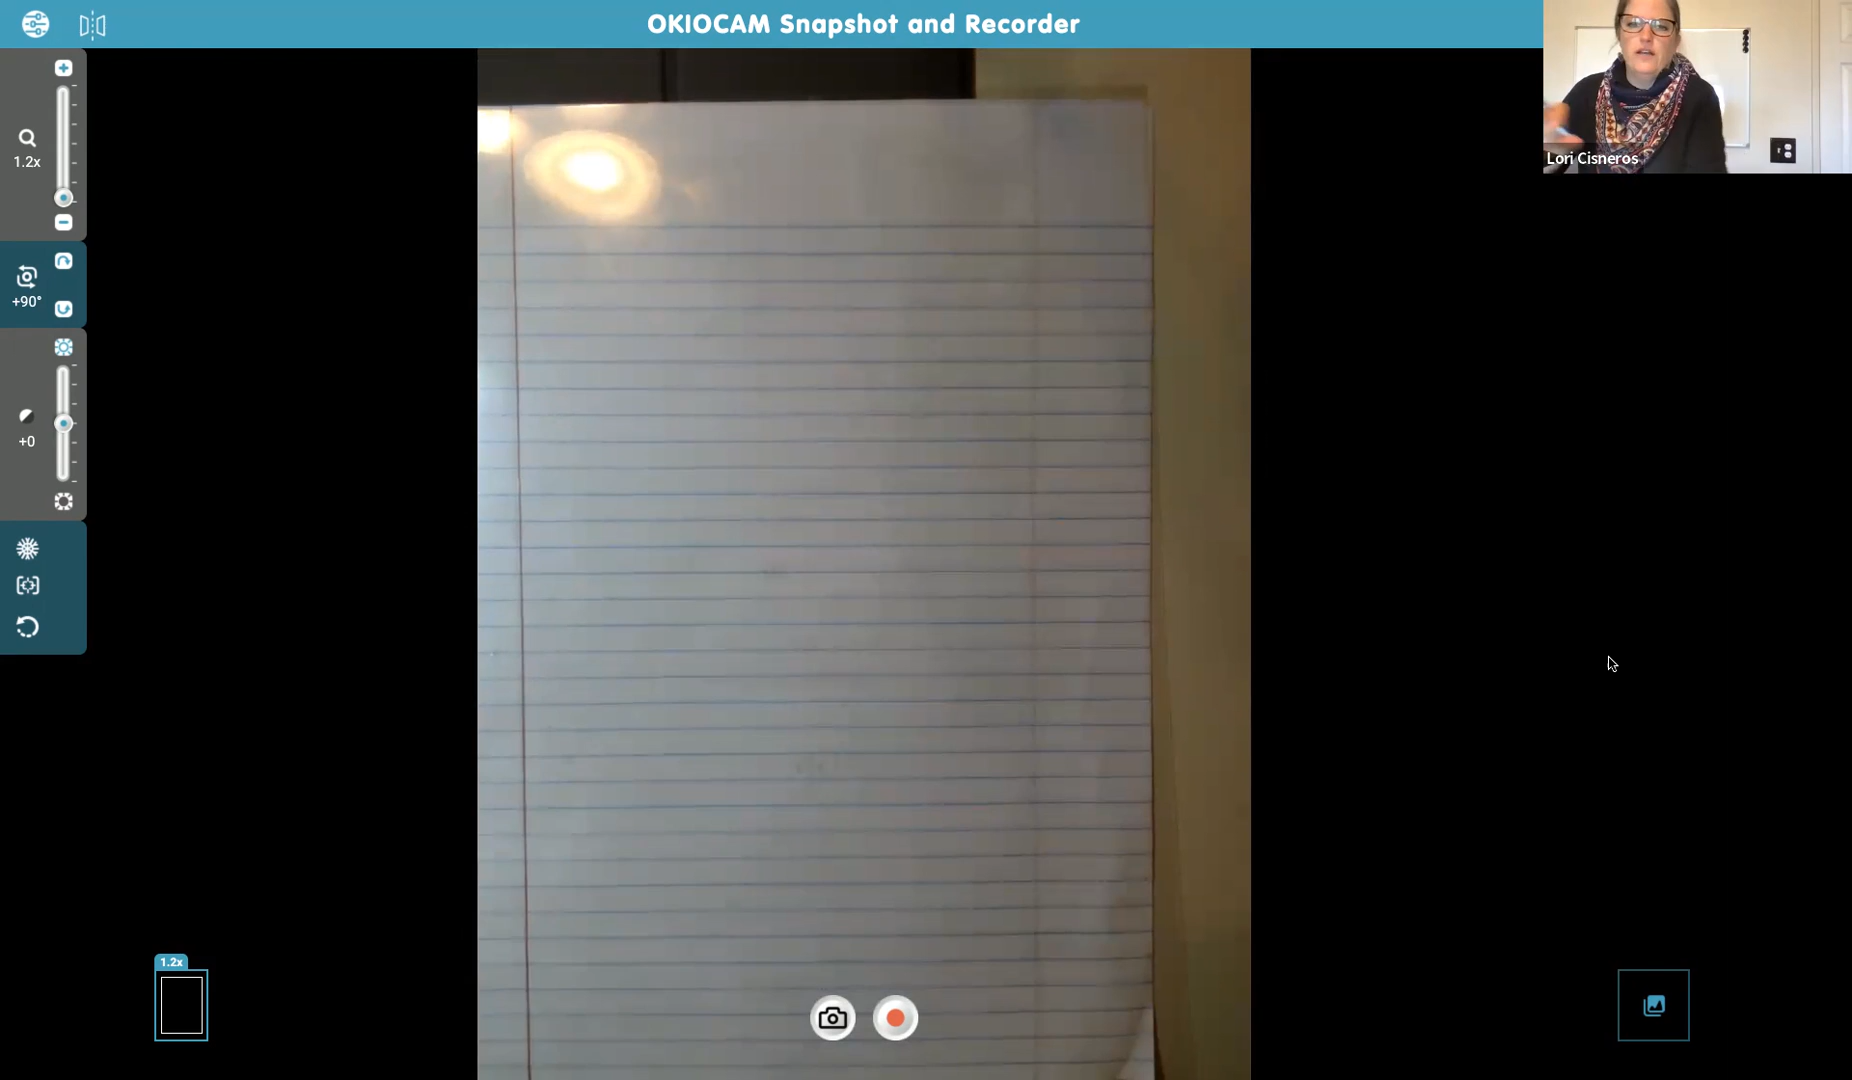 OKIOCAM Snapshot and Recorder
Lori Cisneros
1.2x
+90°
+0
1.2x